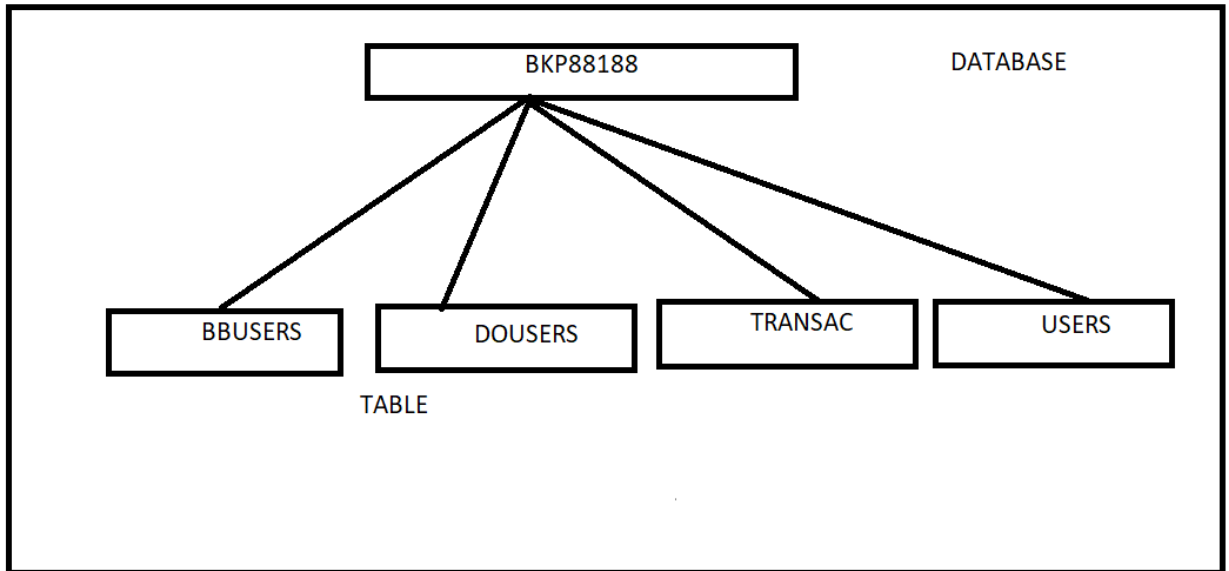 BKP88188
DATABASE
BBUSERS
DOUSERS
TRANSAC
USERS
TABLE